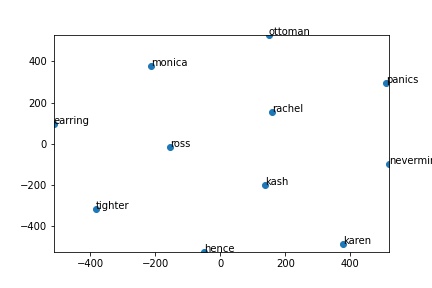 ottoman
400
monica
panics
200
rachel
earring
0
ross
nevermin
−200
kash
tighter
−400
hence
karen
−400
−200
0
200
400